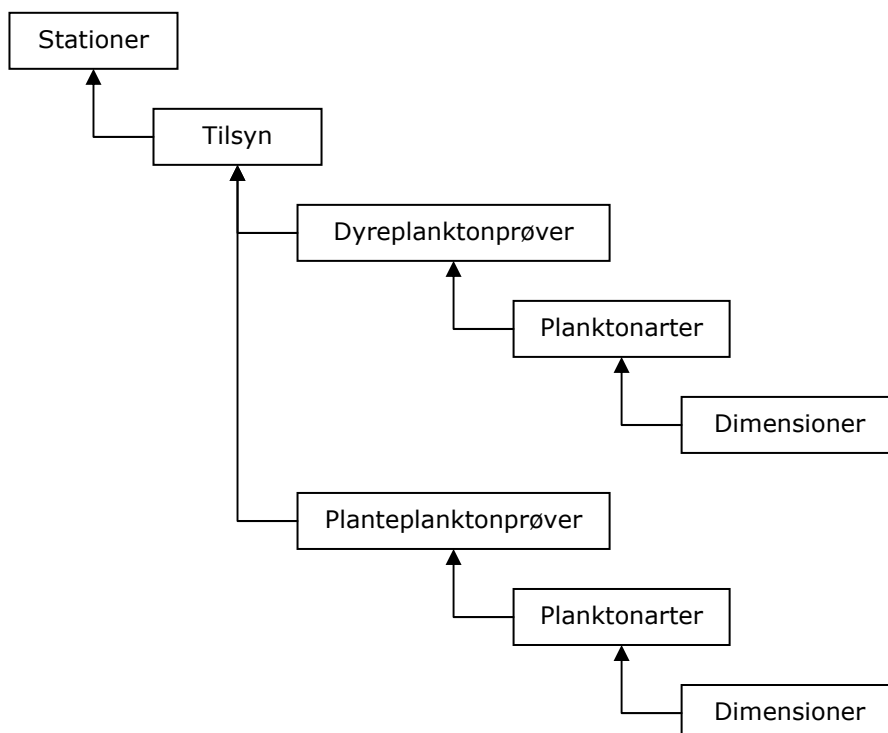 Stationer
Tilsyn
Dyreplanktonprøver
Planktonarter
Dimensioner
Planteplanktonprøver
Planktonarter
Dimensioner